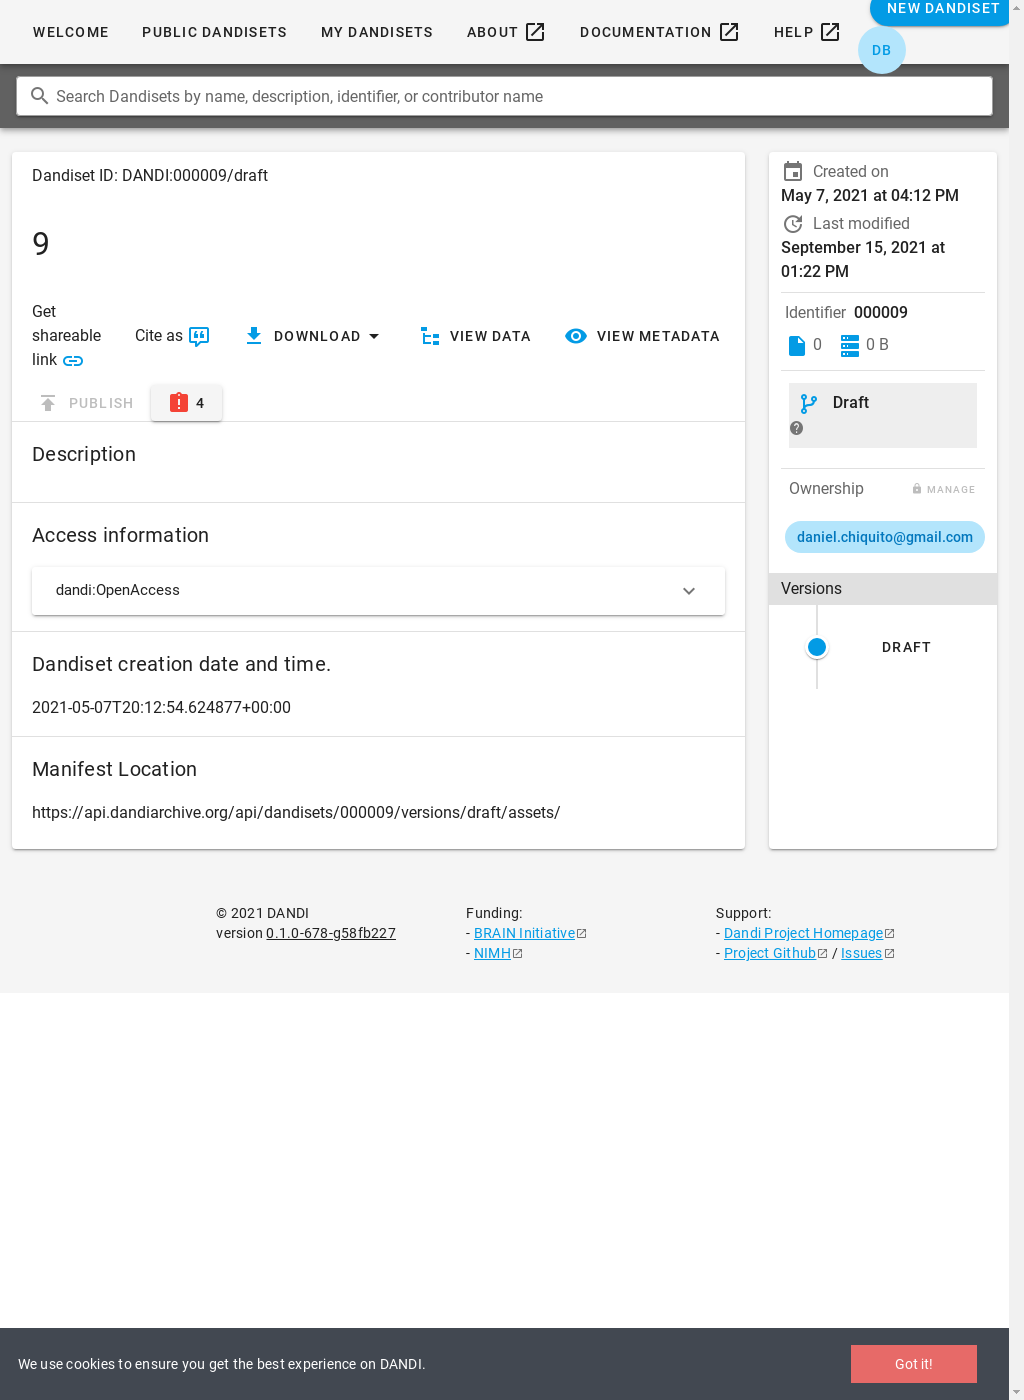 WELCOME PUBLIC DANDISETS MY DANDISETS ABOUT DOCUMENTATION HELP NEW DANDISET
DB
Search Dandisets by name, description, identifier, or contributor name
Dandiset ID: DANDI:000009/draft
9
Get shareable link
Cite as
DOWNLOAD
VIEW DATA
VIEW METADATA
PUBLISH
4
Description
Access information
dandi:OpenAccess
Dandiset creation date and time.
2021-05-07T20:12:54.624877+00:00
Manifest Location
https://api.dandiarchive.org/api/dandisets/000009/versions/draft/assets/
Created on
May 7, 2021 at 04:12 PM
Last modified
September 15, 2021 at
01:22 PM
Identifier 000009
0 0 B
Draft
Ownership MANAGE
daniel.chiquito@gmail.com
Versions
DRAFT
© 2021 DANDI
version 0.1.0-678-g58fb227
Funding:
- BRAIN Initiative
- NIMH
Support:
- Dandi Project Homepage
- Project Github / Issues
We use cookies to ensure you get the best experience on DANDI.
Got it!